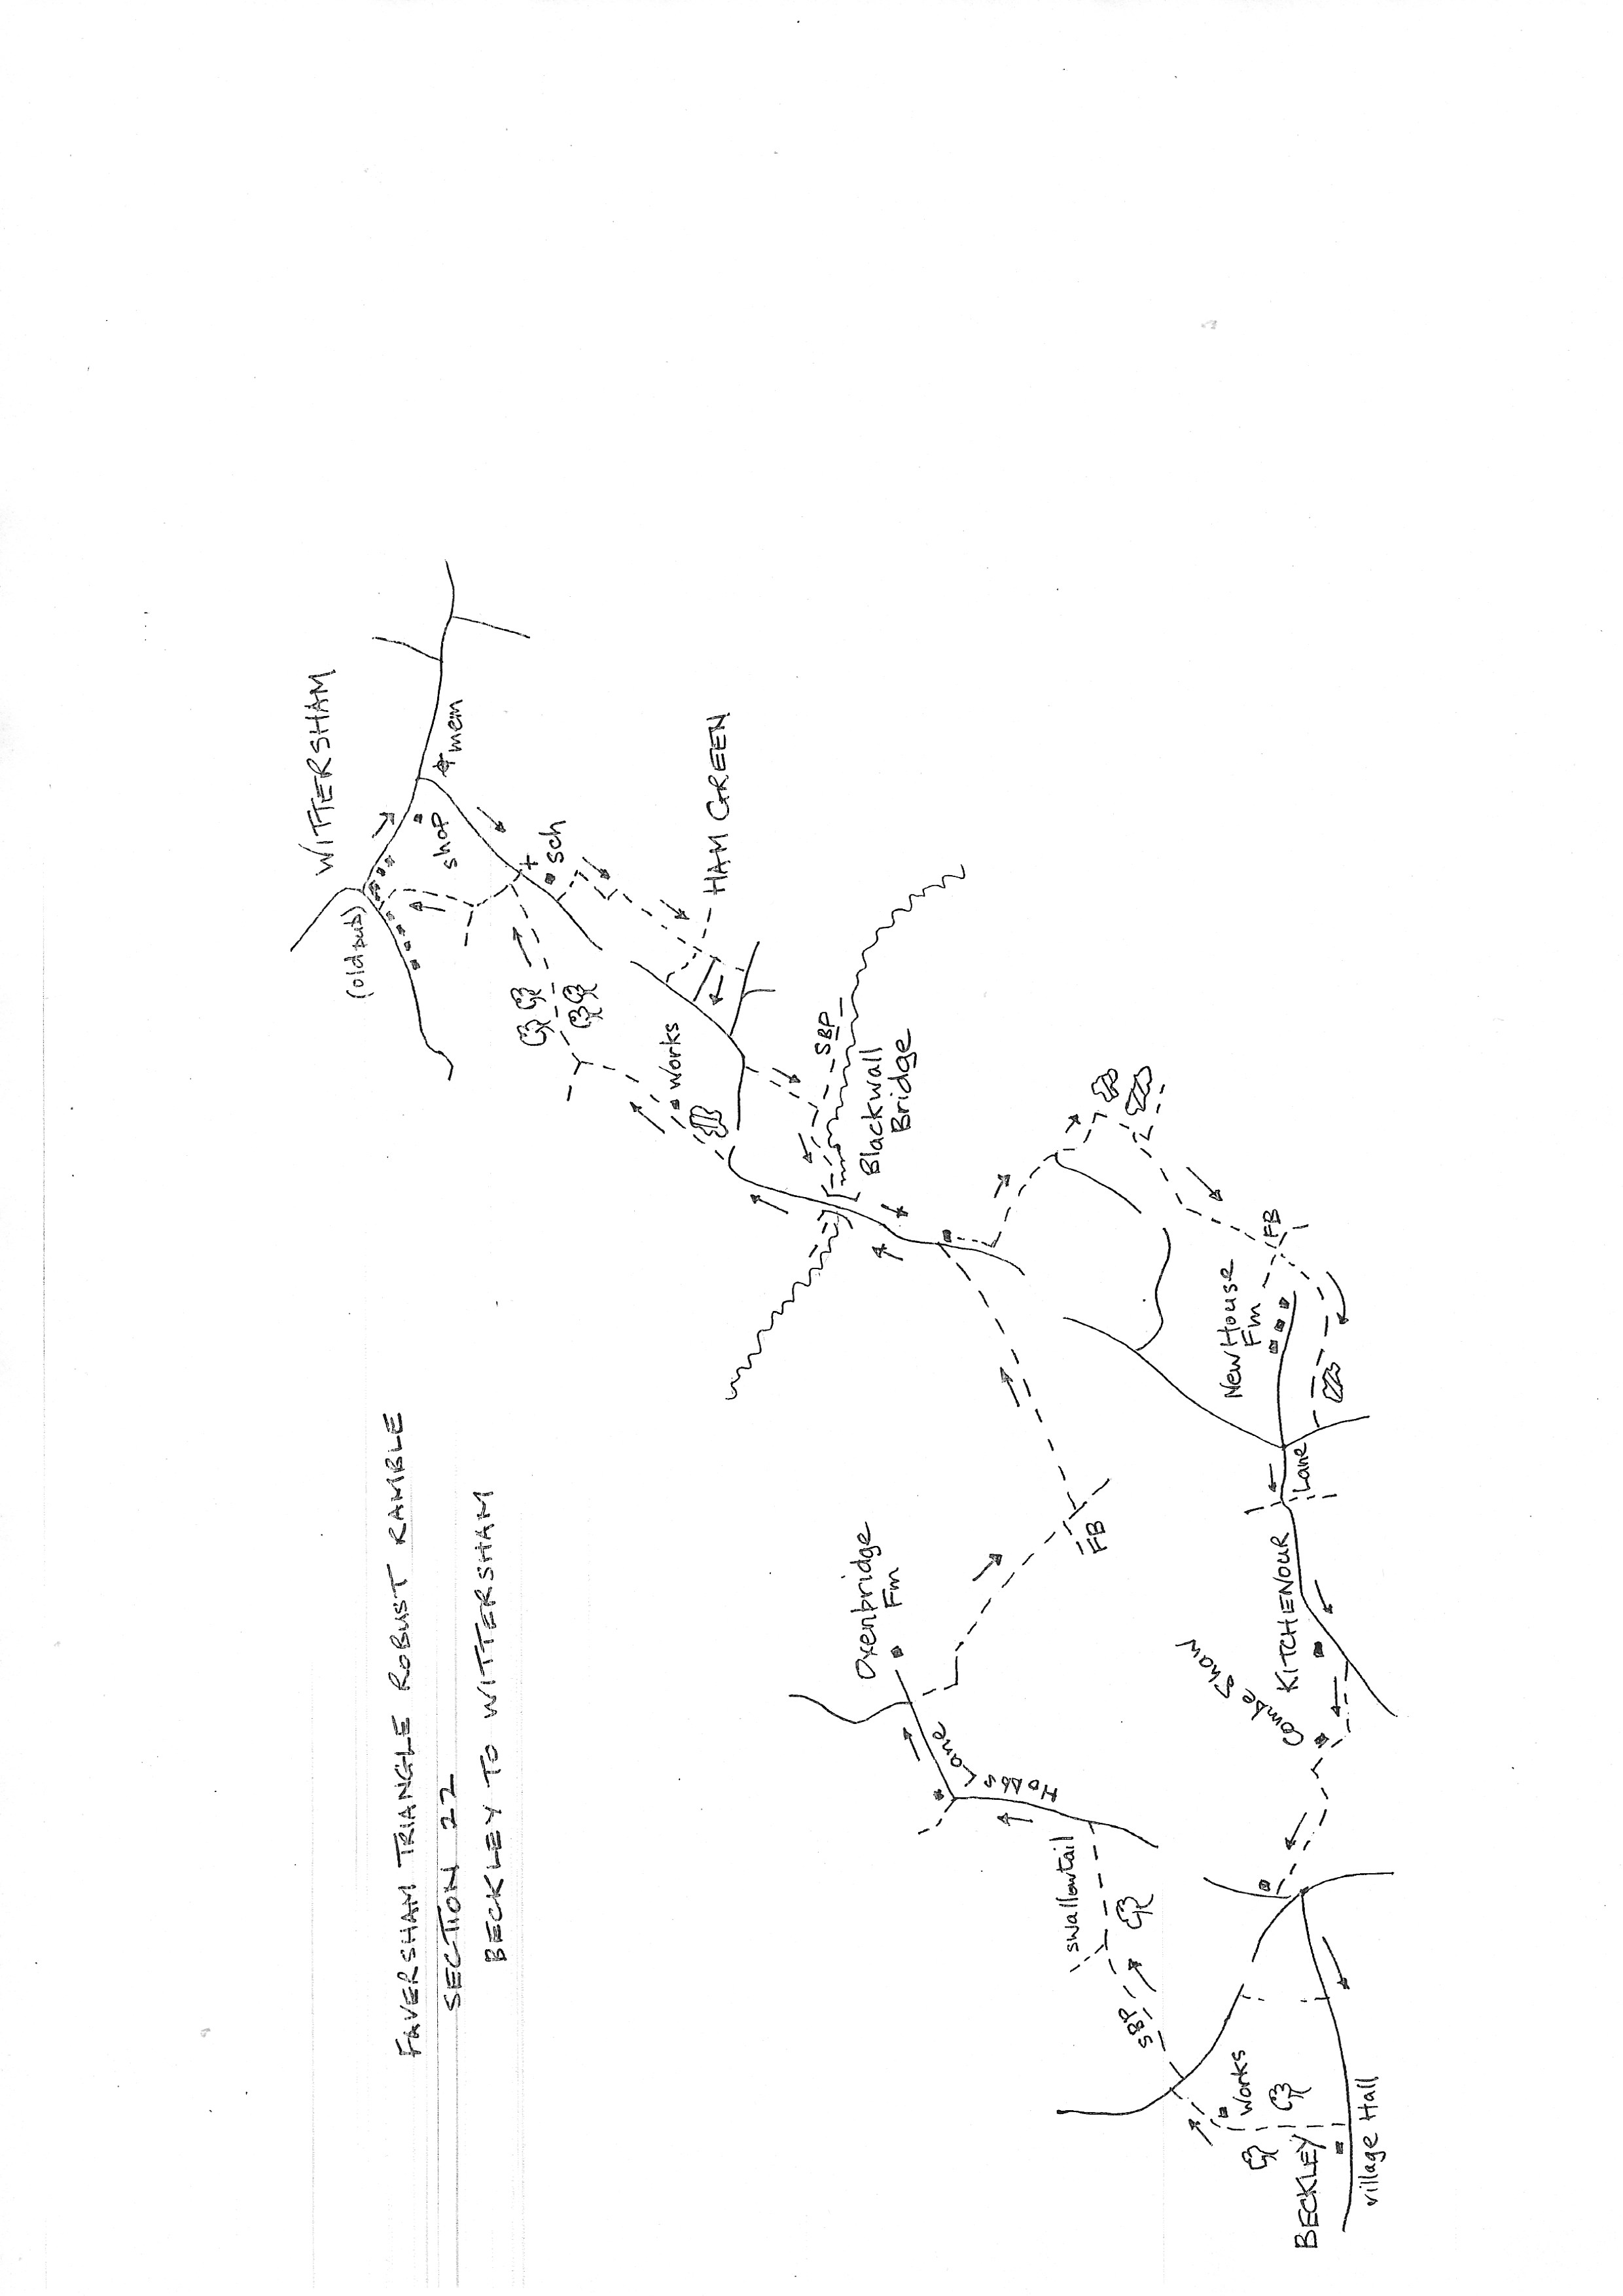 FAVERSHAM TRIANGLE ROBUST RAMBLE
SECTION 22
BECKLEY TO WITTERSHAM
WITTERSHAM
(old pub)
shop
mem
sch
HAM GREEN
Works
SBP
Blackwall
Bridge
Oxenbridge
Fm
Hobbs Lane
FB
swallowtail
SBP
New House
Fm
FB
KITCHENOUR Lane
Combe Shaw
Works
BECKLEY
village Hall